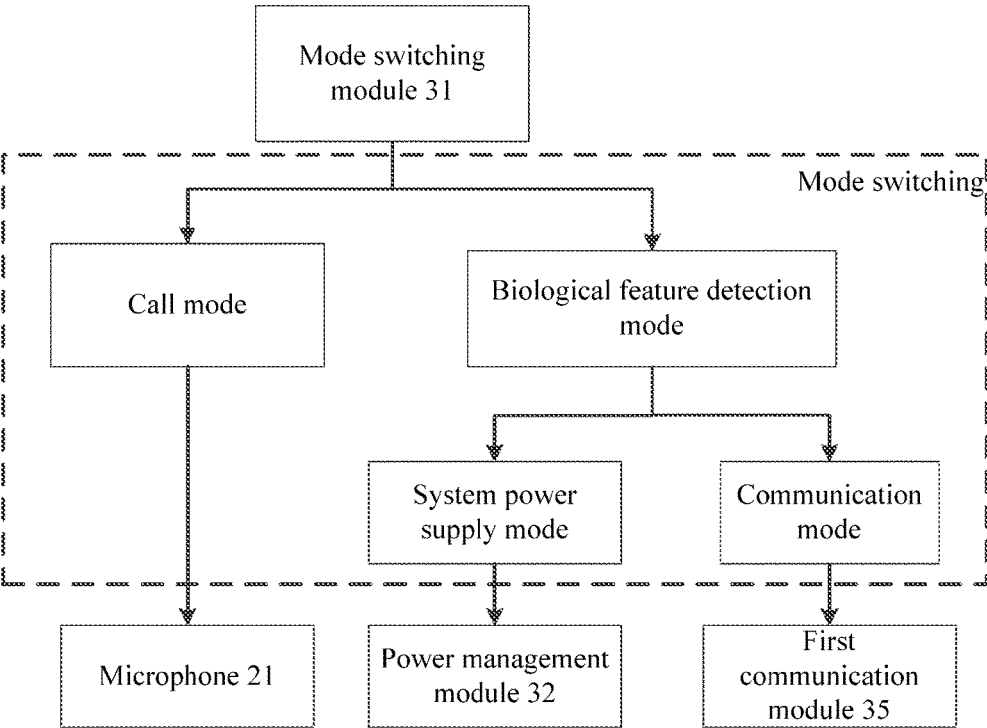 Mode switching
module 31
Mode switching
Call mode
Biological feature detection
mode
System power
supply mode
Communication
mode
Microphone 21
Power management
module 32
First
communication
module 35